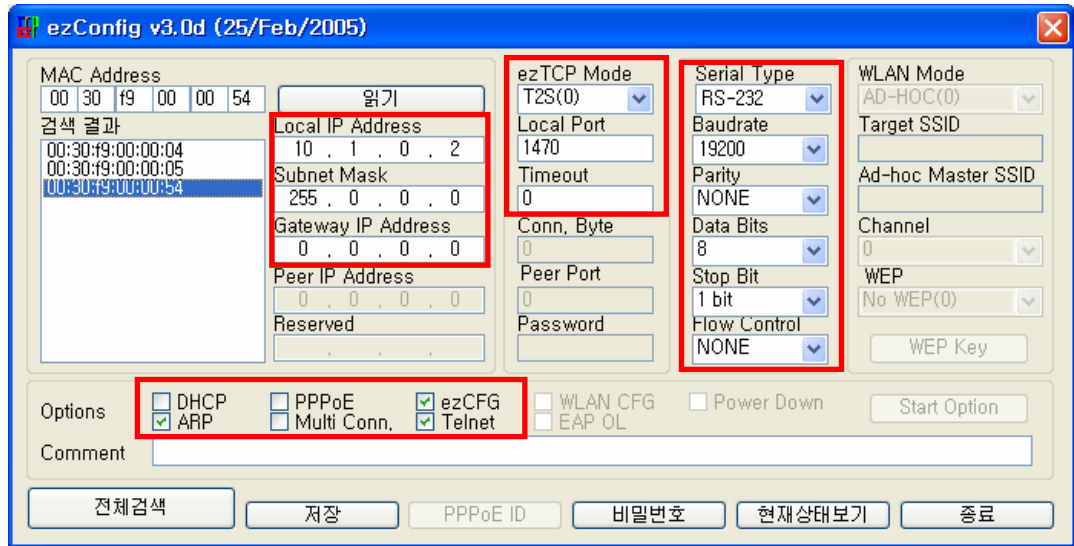 ezConfig v3.0d (25/Feb/2005)
MAC Address
00 30 f9 00 00 54
읽기
검색 결과
00:30:f9:00:00:04
00:30:f9:00:00:05
00:30:f9:00:00:54
Local IP Address
10 . 1 . 0 . 2
Subnet Mask
255 . 0 . 0 . 0
Gateway IP Address
0 . 0 . 0 . 0
Peer IP Address
0 . 0 . 0 . 0
Reserved
. . .
ezTCP Mode
T2S(0)
Local Port
1470
Timeout
0
Conn. Byte
0
Peer Port
0
Password
Serial Type
RS-232
Baudrate
19200
Parity
NONE
Data Bits
8
Stop Bit
1 bit
Flow Control
NONE
WLAN Mode
AD-HOC(0)
Target SSID
Ad-hoc Master SSID
Channel
0
WEP
No WEP(0)
WEP Key
Options
DHCP PPPoE ezCFG WLAN CFG Power Down
ARP Multi Conn. Telnet EAP OL
Start Option
Comment
전체검색 저장 PPPoE ID 비밀번호 현재상태보기 종료